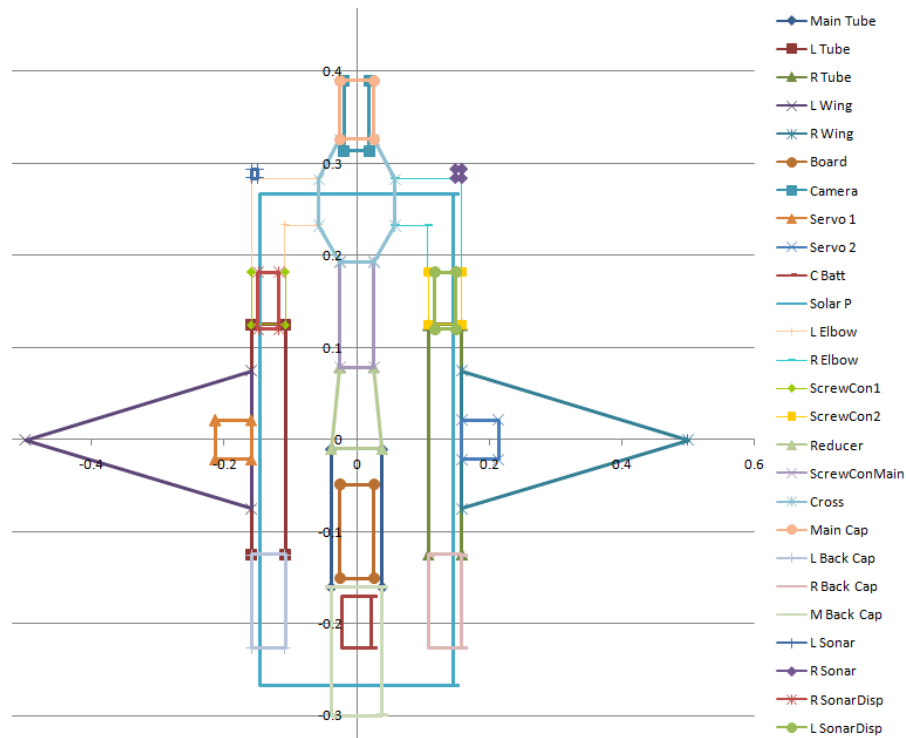 Main Tube
L Tube
R Tube
L Wing
R Wing
Board
Camera
Servo 1
Servo 2
C Batt
Solar P
L Elbow
R Elbow
ScrewCon1
ScrewCon2
Reducer
ScrewConMain
Cross
Main Cap
L Back Cap
R Back Cap
M Back Cap
L Sonar
R Sonar
R SonarDisp
L SonarDisp
0.4
0.3
0.2
0.1
0
-0.4
-0.2
0
0.2
0.4
0.6
-0.1
-0.2
-0.3